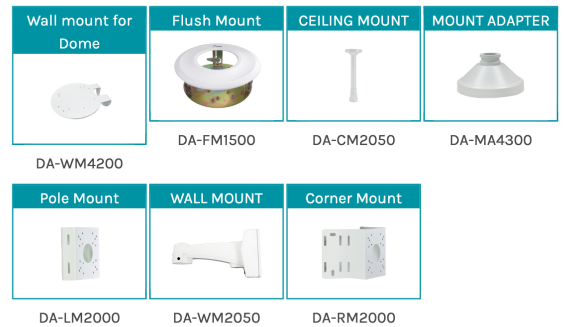 Wall mount for
Dome
Flush Mount
CEILING MOUNT
MOUNT ADAPTER
DA-WM4200
DA-FM1500
DA-CM2050
DA-MA4300
Pole Mount
WALL MOUNT
Corner Mount
DA-LM2000
DA-WM2050
DA-RM2000